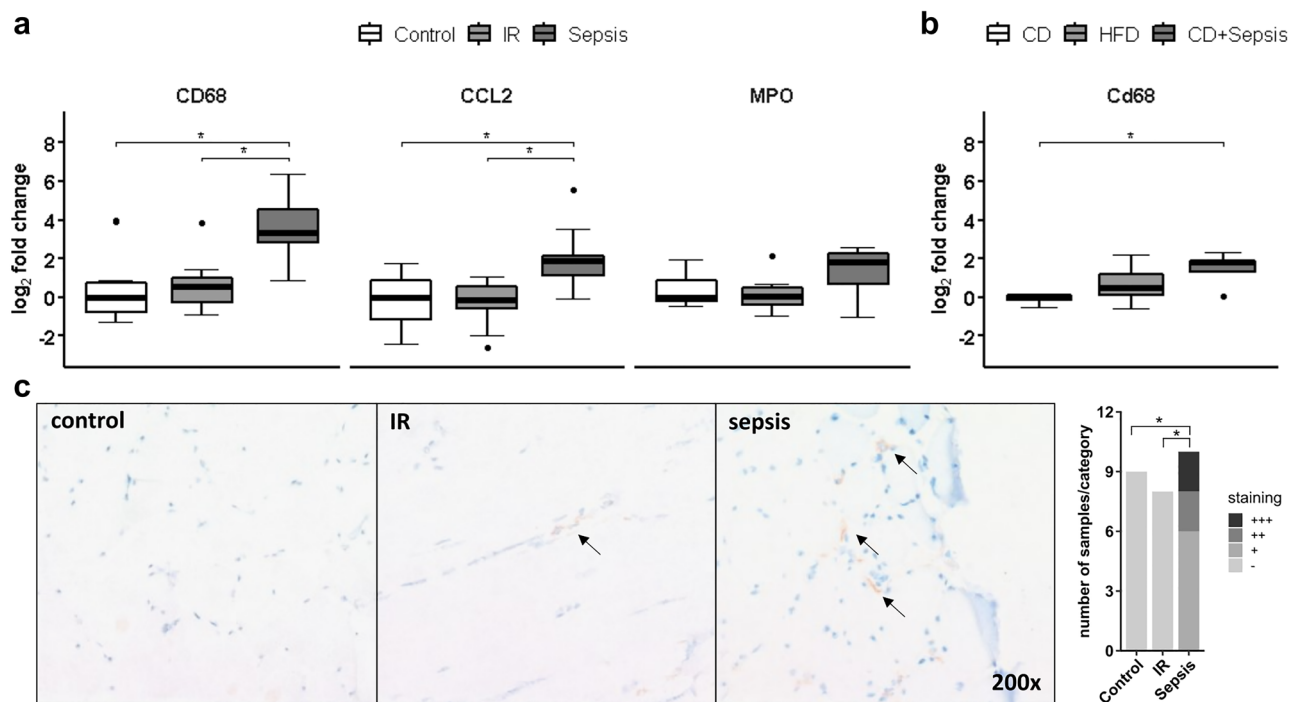 a
Control IR Sepsis
b
CD HFD CD+Sepsis
CD68
CCL2
MPO
Cd68
log2 fold change
8
6
4
2
0
-2
*
*
*
*
log2 fold change
8
6
4
2
0
-2
*
c
control
IR
sepsis
200x
number of samples/category
12
9
6
3
0
*
*
Control
IR
Sepsis
staining
+++
++
+
-